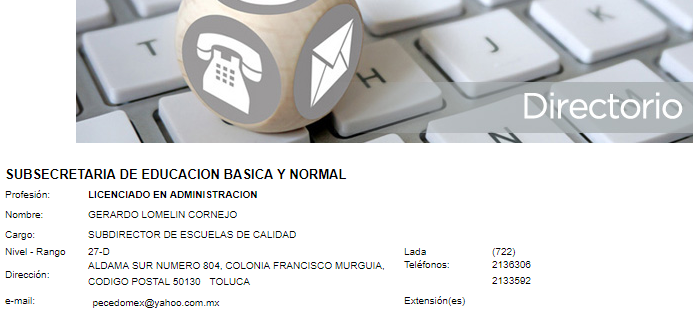 T
H
J
M
N
Directorio
SUBSECRETARIA DE EDUCACION BASICA Y NORMAL
Profesión: LICENCIADO EN ADMINISTRACION
Nombre: GERARDO LOMELIN CORNEJO
Cargo: SUBDIRECTOR DE ESCUELAS DE CALIDAD
Nivel - Rango 27-D Lada (722)
Dirección: ALDAMA SUR NUMERO 804, COLONIA FRANCISCO MURGUIA, Teléfonos: 2136306
CODIGO POSTAL 50130 TOLUCA 2133592
e-mail: pecedomex@yahoo.com.mx Extensión(es)